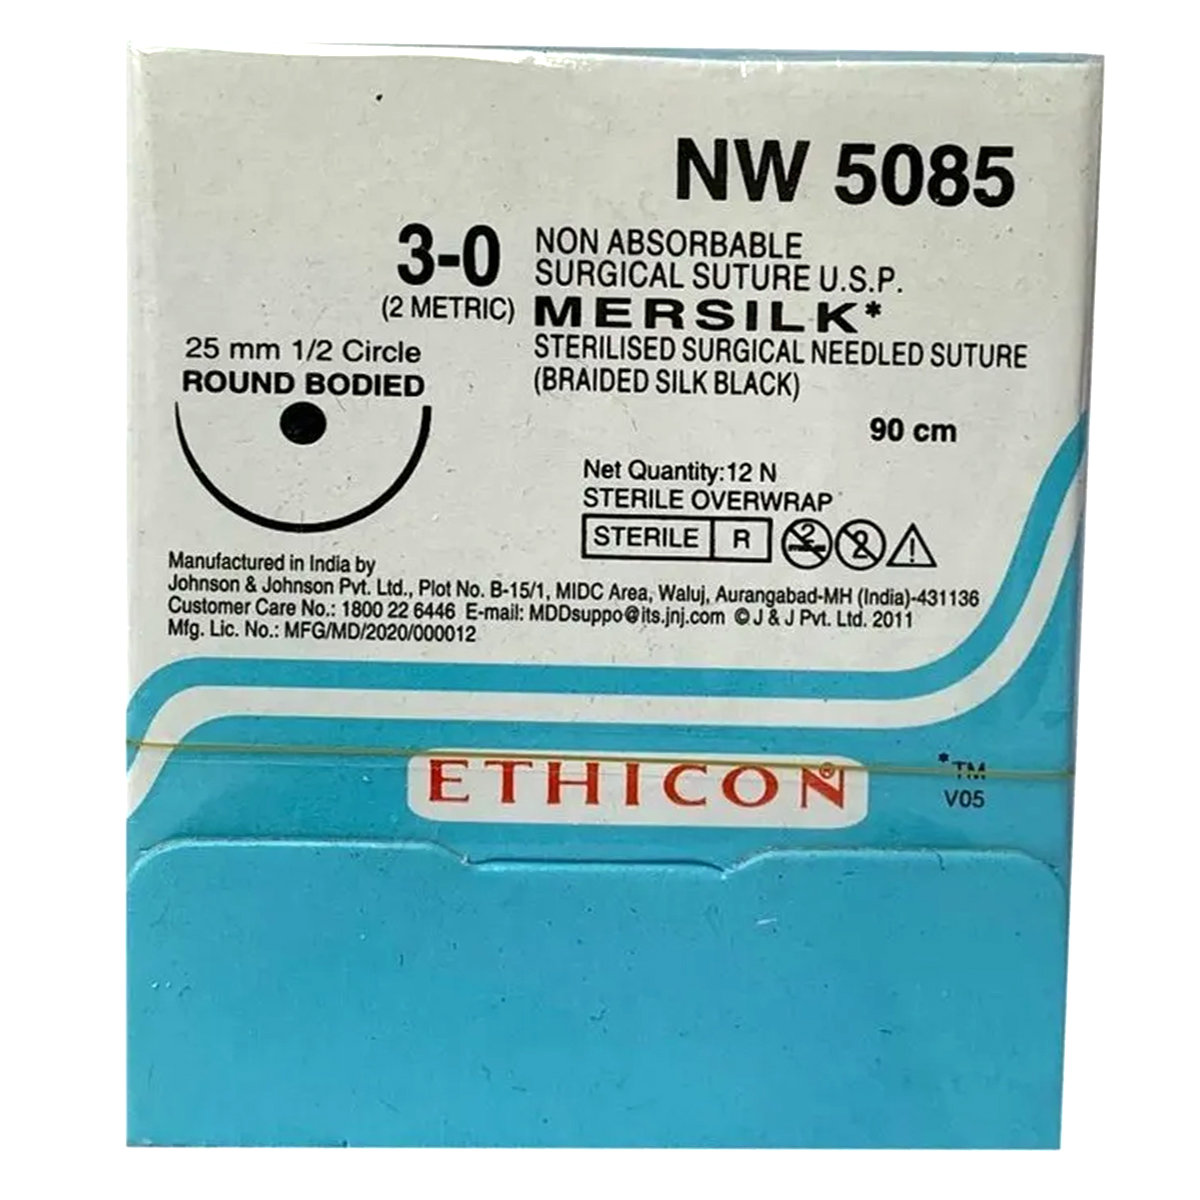 NW 5085
3-0
(2 METRIC)
NON ABSORBABLE
SURGICAL SUTURE U.S.P.
MERSILK*
STERILISED SURGICAL NEEDLED SUTURE
(BRAIDED SILK BLACK)
25 mm 1/2 Circle
ROUND BODIED
90 cm
Net Quantity:12 N
STERILE OVERWRAP
STERILE R
2 2
Manufactured in India by
Johnson & Johnson Pvt. Ltd., Plot No. B-15/1, MIDC Area, Waluj, Aurangabad-MH (India)-431136
Customer Care No.: 1800 22 6446 E-mail: MDDsuppo@its.jnj.com © J & J Pvt. Ltd. 2011
Mfg. Lic. No.: MFG/MD/2020/000012
ETHICON®
*TM
V05